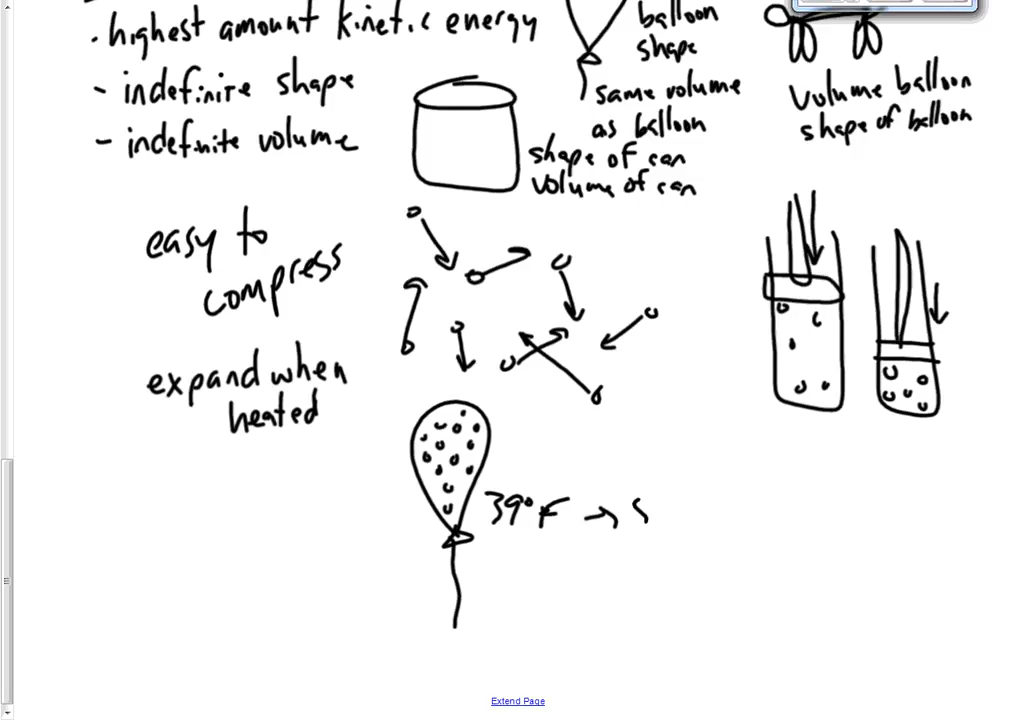 . highest amount kinetic energy
- indefinire shape
- indefinite volume
balloon
shape
same volume
as balloon
shape of can
volume of can
Volume balloon
shape of balloon
easy to
compress
expand when
heated
39°F → s
Extend Page